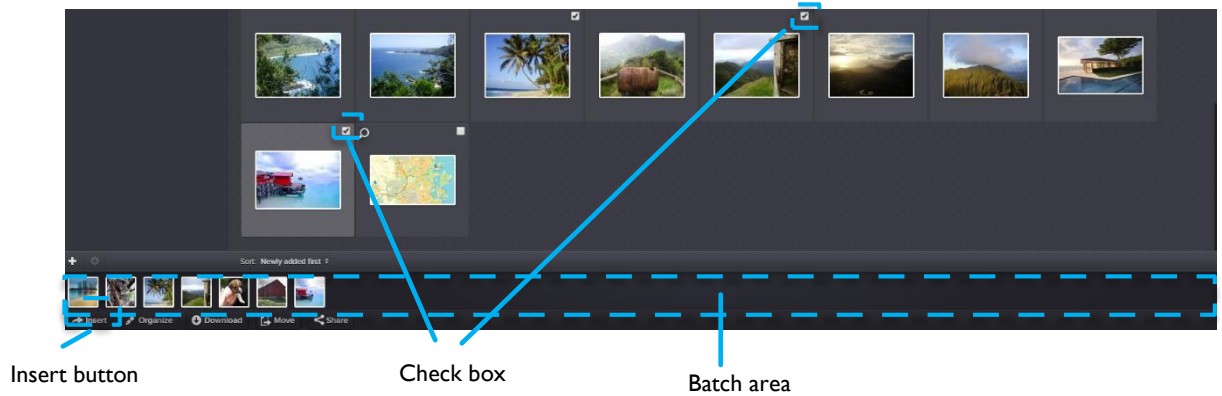 Sort: Newly added first
Insert Organize Download Move Share
Insert button
Check box
Batch area